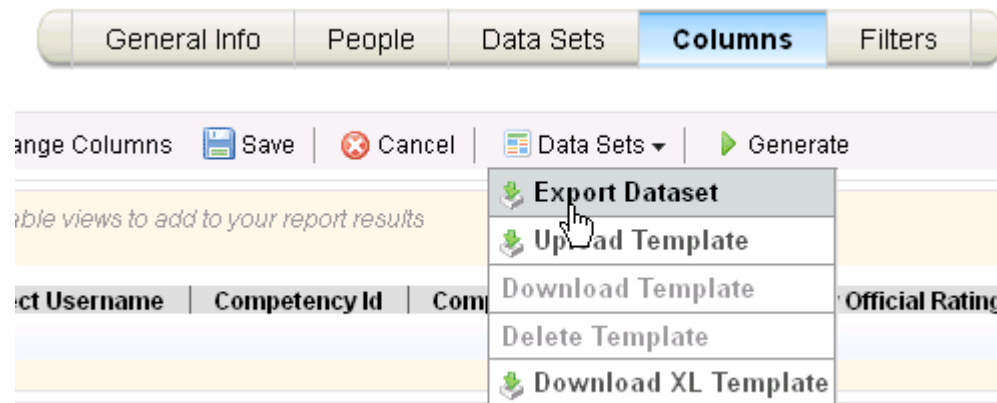 General Info People Data Sets Columns Filters
ange Columns Save Cancel Data Sets Generate
Export Dataset
able views to add to your report results
Upload Template
Download Template
ect Username Competency Id Comp Official Rating
Delete Template
Download XL Template